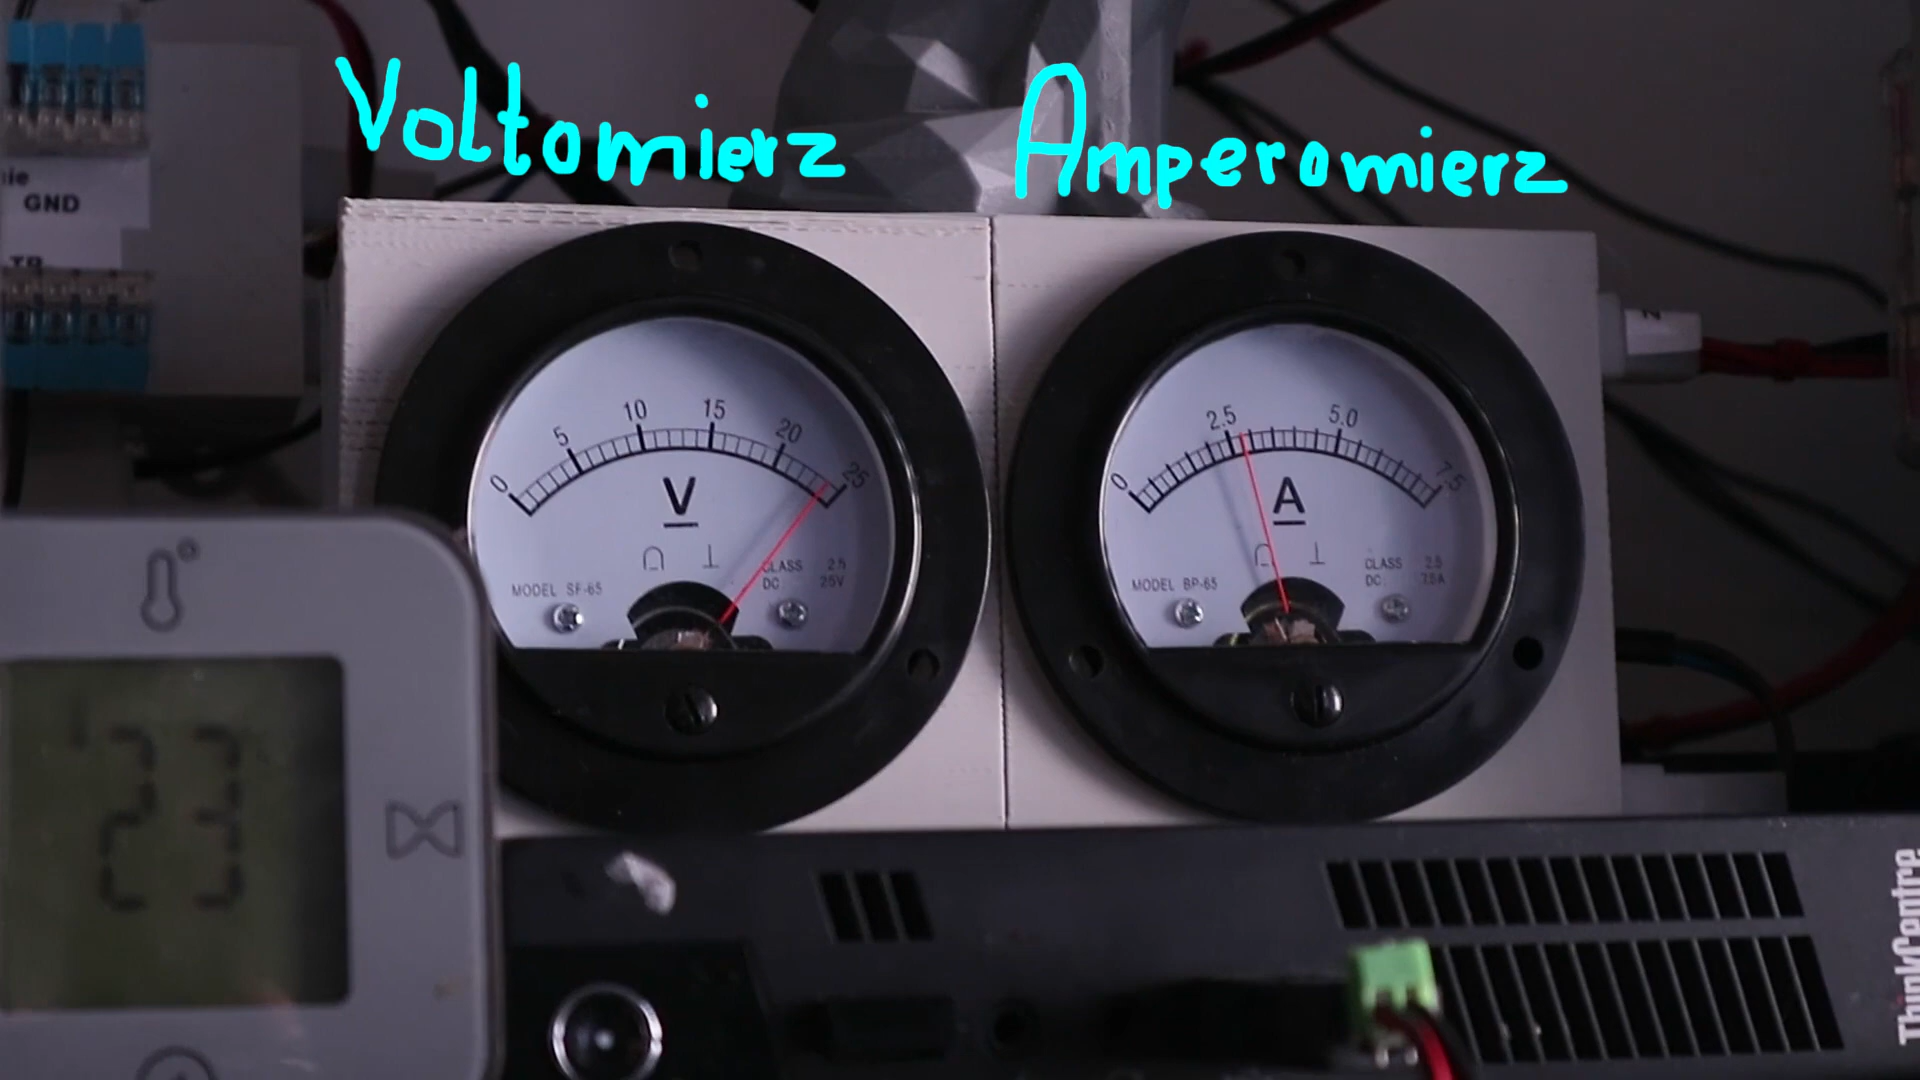 Voltomierz Amperomierz
GND
0 5 10 15 20 25
V
MODEL SF-65
CLASS 2.5
DC 25V
0 2.5 5.0 7.5
A
MODEL BP-65
CLASS 2.5
DC 7.5A
23
ThinkCentre